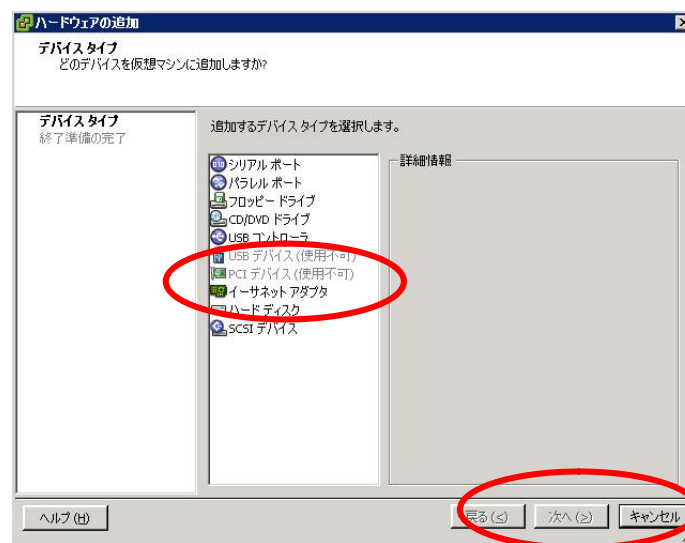 ハードウェアの追加
デバイス タイプ
どのデバイスを仮想マシンに追加しますか?
デバイス タイプ
終了準備の完了
追加するデバイス タイプを選択します。
シリアル ポート
パラレル ポート
フロッピー ドライブ
CD/DVD ドライブ
USB コントローラ
USB デバイス (使用不可)
PCI デバイス (使用不可)
イーサネット アダプタ
ハード ディスク
SCSI デバイス
詳細情報
ヘルプ (H)
戻る (≤)
次へ (≥)
キャンセル